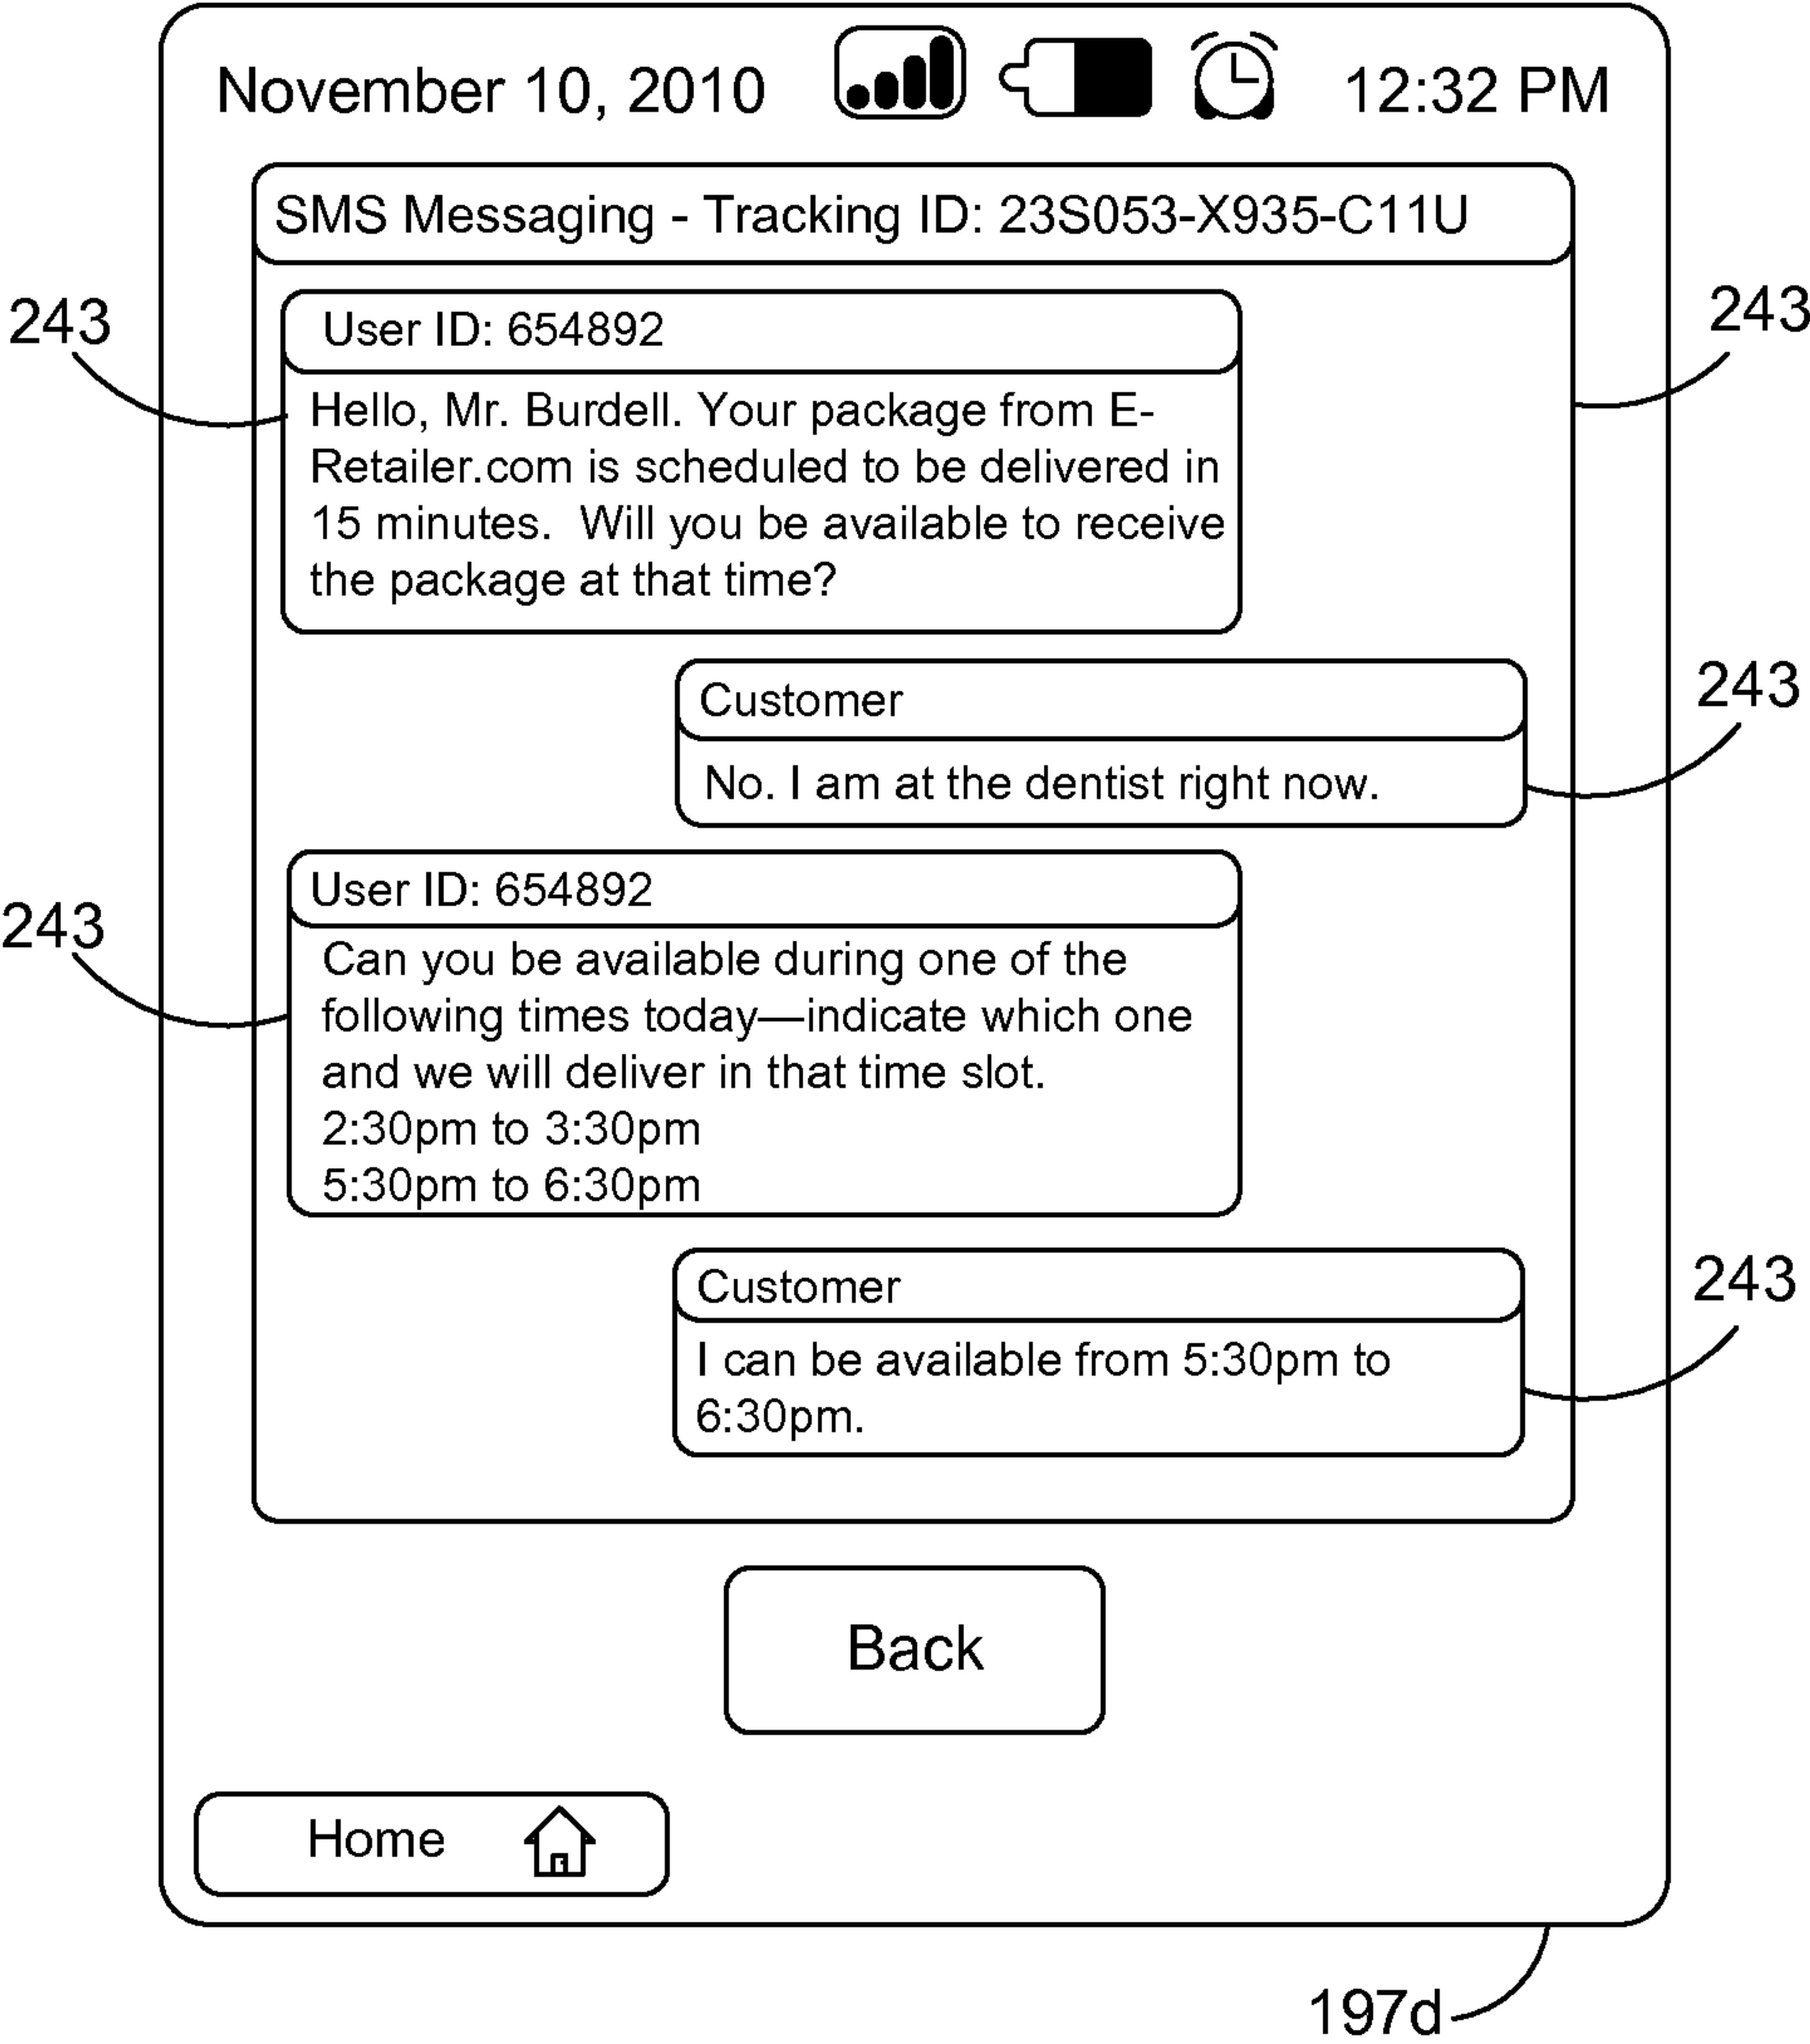 November 10, 2010 12:32 PM
SMS Messaging - Tracking ID: 23S053-X935-C11U
243
243
User ID: 654892
Hello, Mr. Burdell. Your package from E-
Retailer.com is scheduled to be delivered in
15 minutes.  Will you be available to receive
the package at that time?
243
Customer
No. I am at the dentist right now.
243
User ID: 654892
Can you be available during one of the
following times today—indicate which one
and we will deliver in that time slot.
2:30pm to 3:30pm
5:30pm to 6:30pm
243
Customer
I can be available from 5:30pm to
6:30pm.
Back
Home
197d